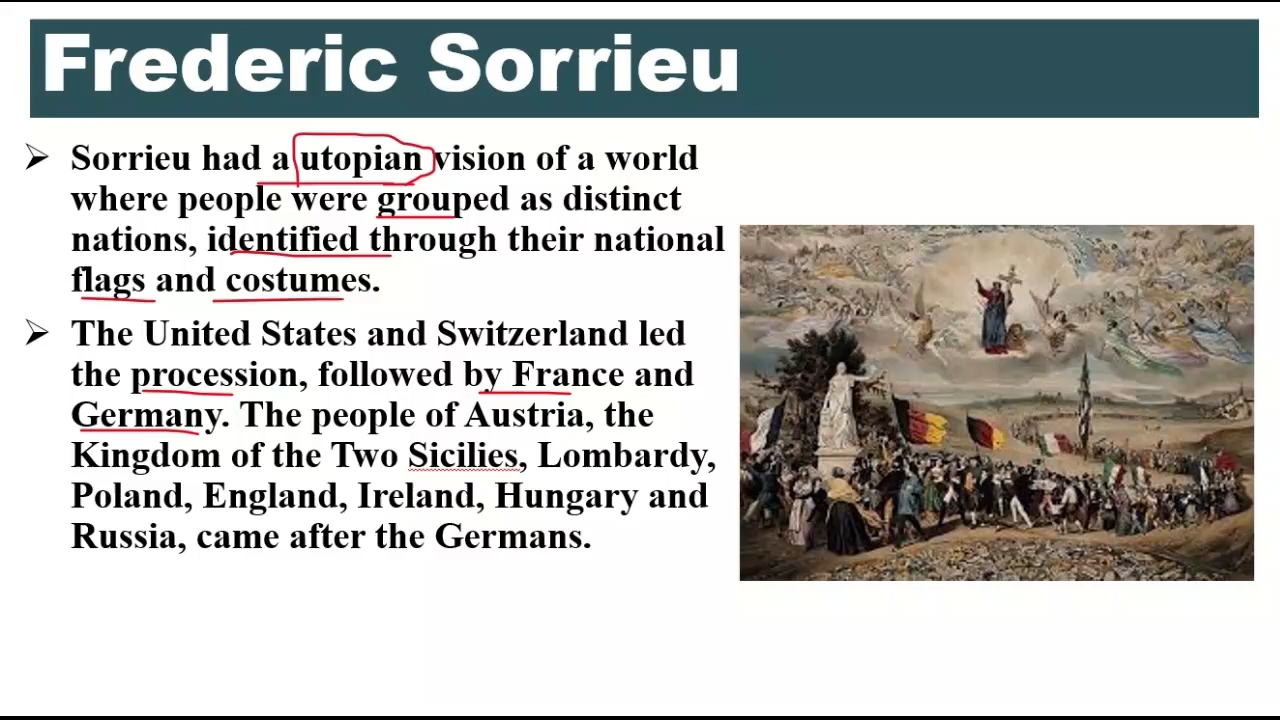 Frederic Sorrieu
➢ Sorrieu had a utopian vision of a world
where people were grouped as distinct
nations, identified through their national
flags and costumes.
➢ The United States and Switzerland led
the procession, followed by France and
Germany. The people of Austria, the
Kingdom of the Two Sicilies, Lombardy,
Poland, England, Ireland, Hungary and
Russia, came after the Germans.